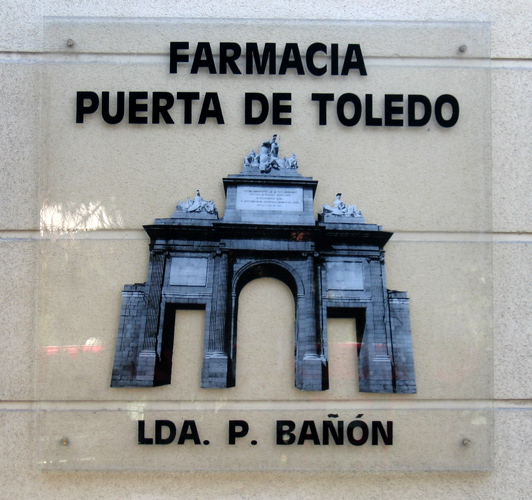 FARMACIA
PUERTA DE TOLEDO
LDA. P. BAÑÓN